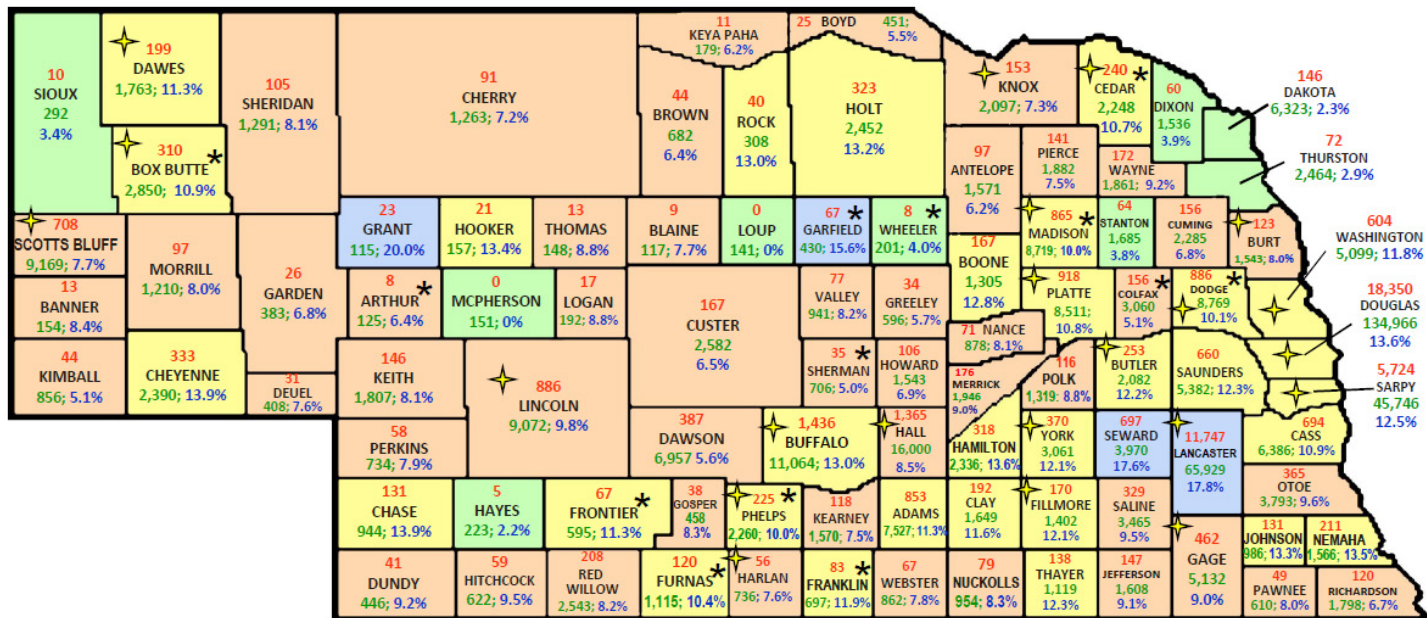 10
SIOUX
292
3.4%
199
DAWES
1,763; 11.3%
310
BOX BUTTE *
2,850; 10.9%
105
SHERIDAN
1,291; 8.1%
91
CHERRY
1,263; 7.2%
11
KEYA PAHA
179; 6.2%
25 BOYD 451;
5.5%
44
BROWN
682
6.4%
40
ROCK
308
13.0%
323
HOLT
2,452
13.2%
153
KNOX
2,097; 7.3%
240 *
CEDAR
2,248
10.7%
60
DIXON
1,536
3.9%
146
DAKOTA
6,323; 2.3%
72
THURSTON
2,464; 2.9%
97
ANTELOPE
1,571
6.2%
141
PIERCE
1,882
7.5%
172
WAYNE
1,861; 9.2%
708
SCOTTS BLUFF
9,169; 7.7%
13
BANNER
154; 8.4%
44
KIMBALL
856; 5.1%
97
MORRILL
1,210; 8.0%
333
CHEYENNE
2,390; 13.9%
26
GARDEN
383; 6.8%
31
DEUEL
408; 7.6%
23
GRANT
115; 20.0%
21
HOOKER
157; 13.4%
13
THOMAS
148; 8.8%
9
BLAINE
117; 7.7%
0
LOUP
141; 0%
67 *
GARFIELD
430; 15.6%
8 *
WHEELER
201; 4.0%
167
BOONE
1,305
12.8%
865 *
MADISON
8,719; 10.0%
64
STANTON
1,685
3.8%
156
CUMING
2,285
6.8%
123 *
BURT
1,543; 8.0%
604
WASHINGTON
5,099; 11.8%
8 *
ARTHUR
125; 6.4%
0
MCPHERSON
151; 0%
17
LOGAN
192; 8.8%
167
CUSTER
2,582
6.5%
77
VALLEY
941; 8.2%
34
GREELEY
596; 5.7%
71 NANCE
878; 8.1%
918
PLATTE
8,511;
10.8%
156 *
COLFAX
3,060
5.1%
886 *
DODGE
8,769
10.1%
18,350
DOUGLAS
134,966
13.6%
5,724
SARPY
45,746
12.5%
146
KEITH
1,807; 8.1%
58
PERKINS
734; 7.9%
886
LINCOLN
9,072; 9.8%
387
DAWSON
6,957 5.6%
35 *
SHERMAN
706; 5.0%
106
HOWARD
1,543
6.9%
176
MERRICK
1,946
9.0%
116
POLK
1,319: 8.8%
253
BUTLER
2,082
12.2%
660
SAUNDERS
5,382; 12.3%
1,436
BUFFALO
11,064; 13.0%
1,365
HALL
16,000
8.5%
318
HAMILTON
2,336; 13.6%
370
YORK
3,061
12.1%
697
SEWARD
3,970
17.6%
11,747
LANCASTER
65,929
17.8%
694
CASS
6,386; 10.9%
365
OTOE
3,793; 9.6%
131
CHASE
944; 13.9%
5
HAYES
223; 2.2%
67 *
FRONTIER
595; 11.3%
38
GOSPER
458
8.3%
225 *
PHELPS
2,260; 10.0%
118
KEARNEY
1,570; 7.5%
853
ADAMS
7,527; 11.3%
192
CLAY
1,649
11.6%
170
FILLMORE
1,402
12.1%
329
SALINE
3,465
9.5%
462
GAGE
5,132
9.0%
131
JOHNSON
986; 13.3%
211
NEMAHA
1,566; 13.5%
41
DUNDY
446; 9.2%
59
HITCHCOCK
622; 9.5%
208
RED
WILLOW
2,543; 8.2%
120
FURNAS *
1,115; 10.4%
56
HARLAN
736; 7.6%
83 *
FRANKLIN
697; 11.9%
67
WEBSTER
862; 7.8%
79
NUCKOLLS
954; 8.3%
138
THAYER
1,119
12.3%
147
JEFFERSON
1,608
9.1%
49
PAWNEE
610; 8.0%
120
RICHARDSON
1,798; 6.7%